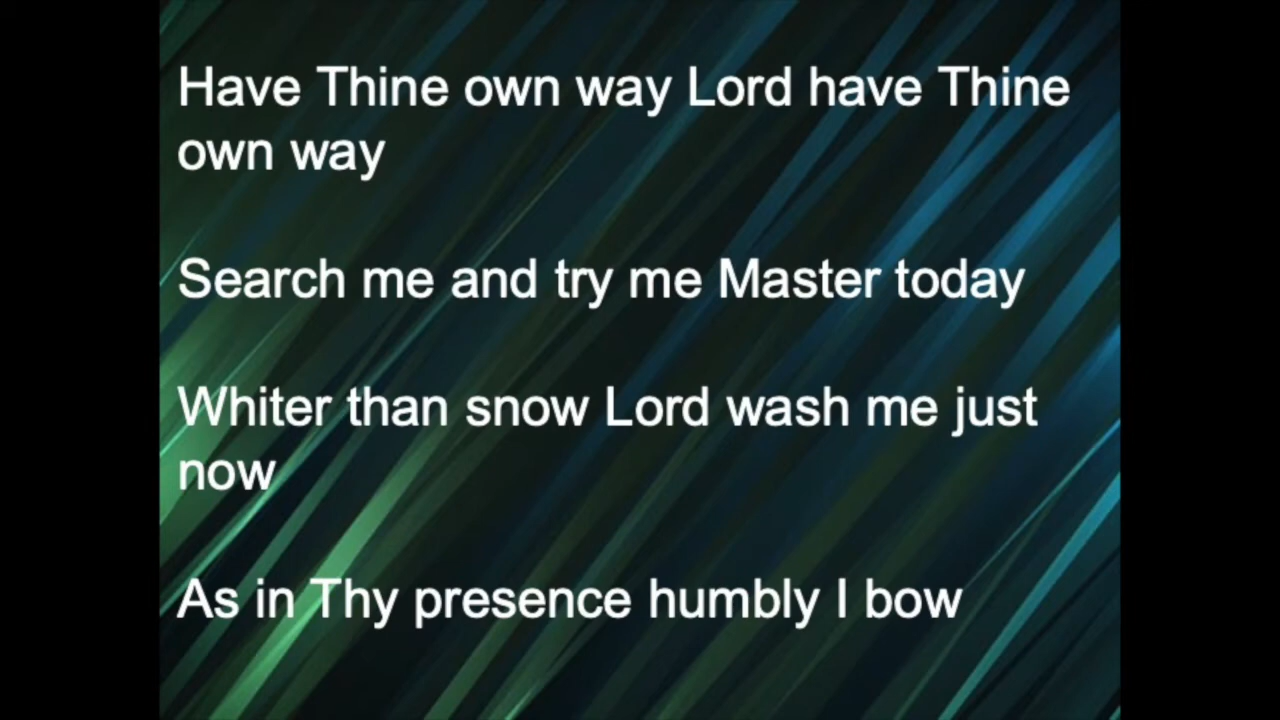 Have Thine own way Lord have Thine
own way
Search me and try me Master today
Whiter than snow Lord wash me just
now
As in Thy presence humbly I bow